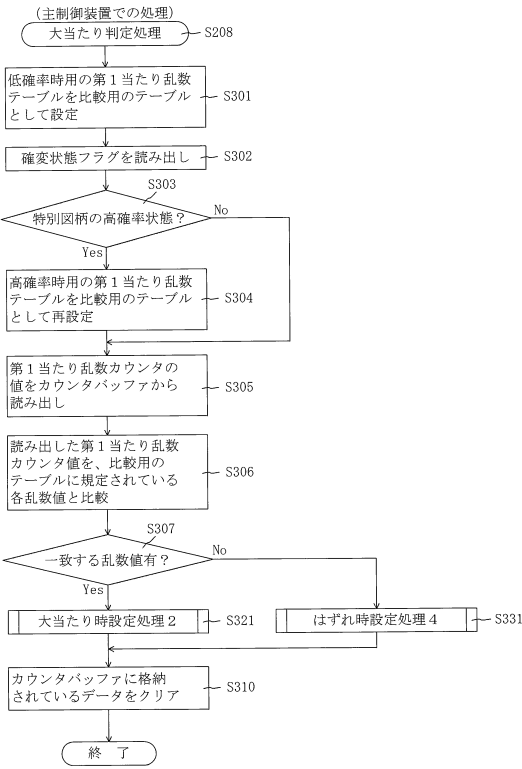 (主制御装置での処理)
大当たり判定処理
S208
低確率時用の第1当たり乱数
テーブルを比較用のテーブル
として設定
S301
確変状態フラグを読み出し
S302
S303
特別図柄の高確率状態？
No
Yes
高確率時用の第1当たり乱数
テーブルを比較用のテーブル
として再設定
S304
第1当たり乱数カウンタの
値をカウンタバッファから
読み出し
S305
読み出した第1当たり乱数
カウンタ値を、比較用の
テーブルに規定されている
各乱数値と比較
S306
S307
一致する乱数値有？
No
Yes
大当たり時設定処理2
S321
はずれ時設定処理4
S331
カウンタバッファに格納
されているデータをクリア
S310
終 了